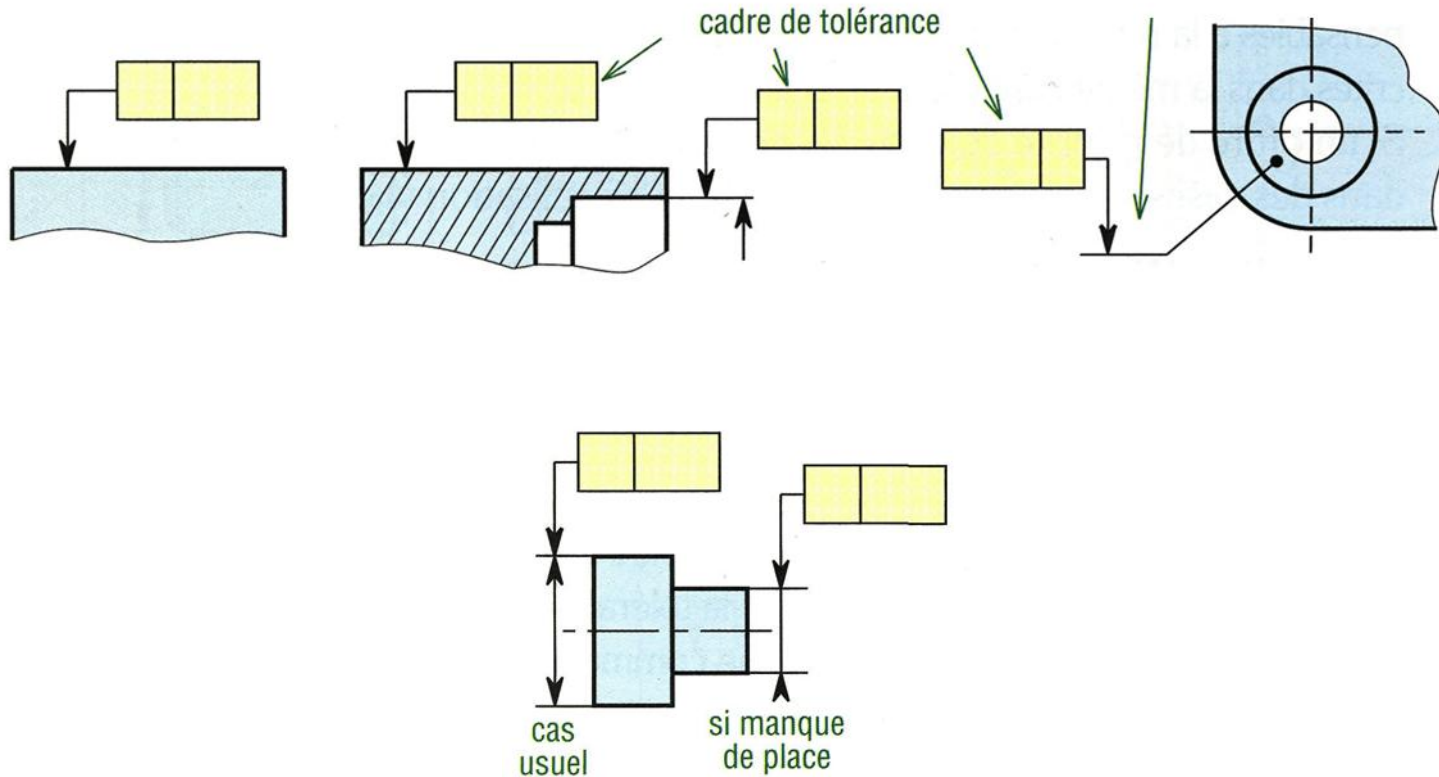 cadre de tolérance
cas
usuel
si manque
de place